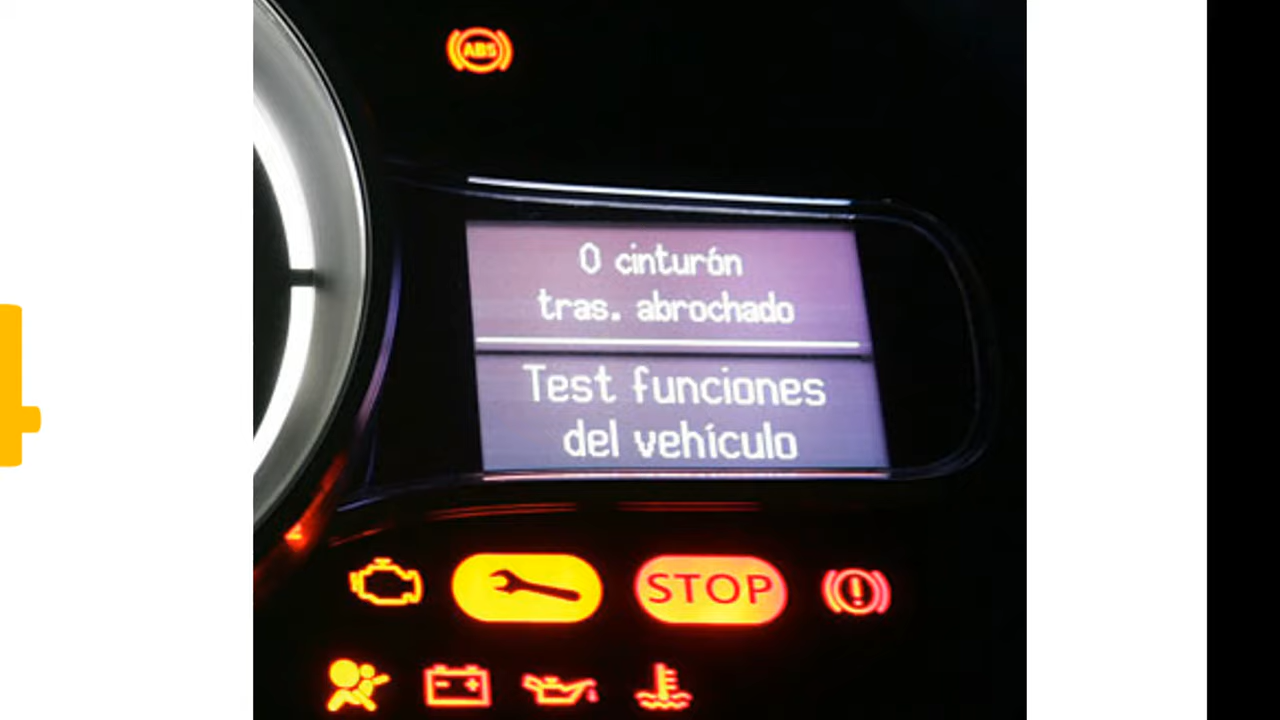 ABS
0 cinturón
tras. abrochado
Test funciones
del vehículo
STOP